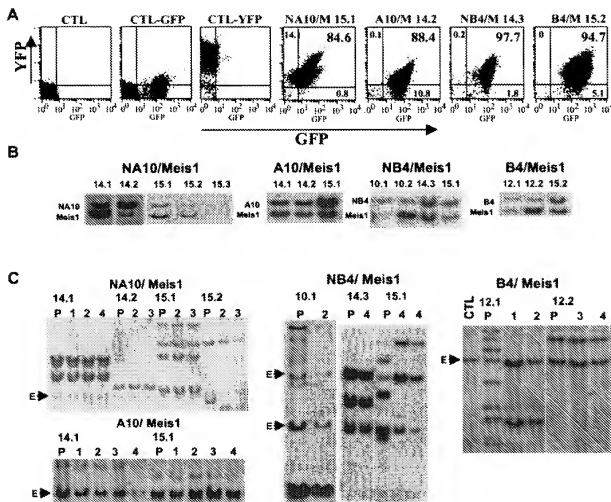 A
CTL CTL-GFP CTL-YFP NA10/M 15.1 A10/M 14.2 NB4/M 14.3 B4/M 15.2
14.1 84.6 0.1 88.4 0.2 97.7 0 94.7
YFP
0.8 10.8 1.8 5.1
GFP GFP GFP GFP GFP GFP GFP
GFP
B
NA10/Meis1 A10/Meis1 NB4/Meis1 B4/Meis1
14.1 14.2 15.1 15.2 15.3 14.1 14.2 15.1 10.1 10.2 14.3 15.1 12.1 12.2 15.2
NA10 A10 NB4 B4
Meis1 Meis1 Meis1 Meis1
C
NA10/ Meis1 NB4/ Meis1 B4/ Meis1
14.1 14.2 15.1 15.2 10.1 14.3 15.1 CTL 12.1 12.2
P 1 2 4 P 2 3 P 2 3 P 3 P 2 P 4 P 4 4 P 1 2 P 3 4
E E E
E
A10/ Meis1
14.1 15.1
P 1 2 3 4 P 1 2 3 4
E